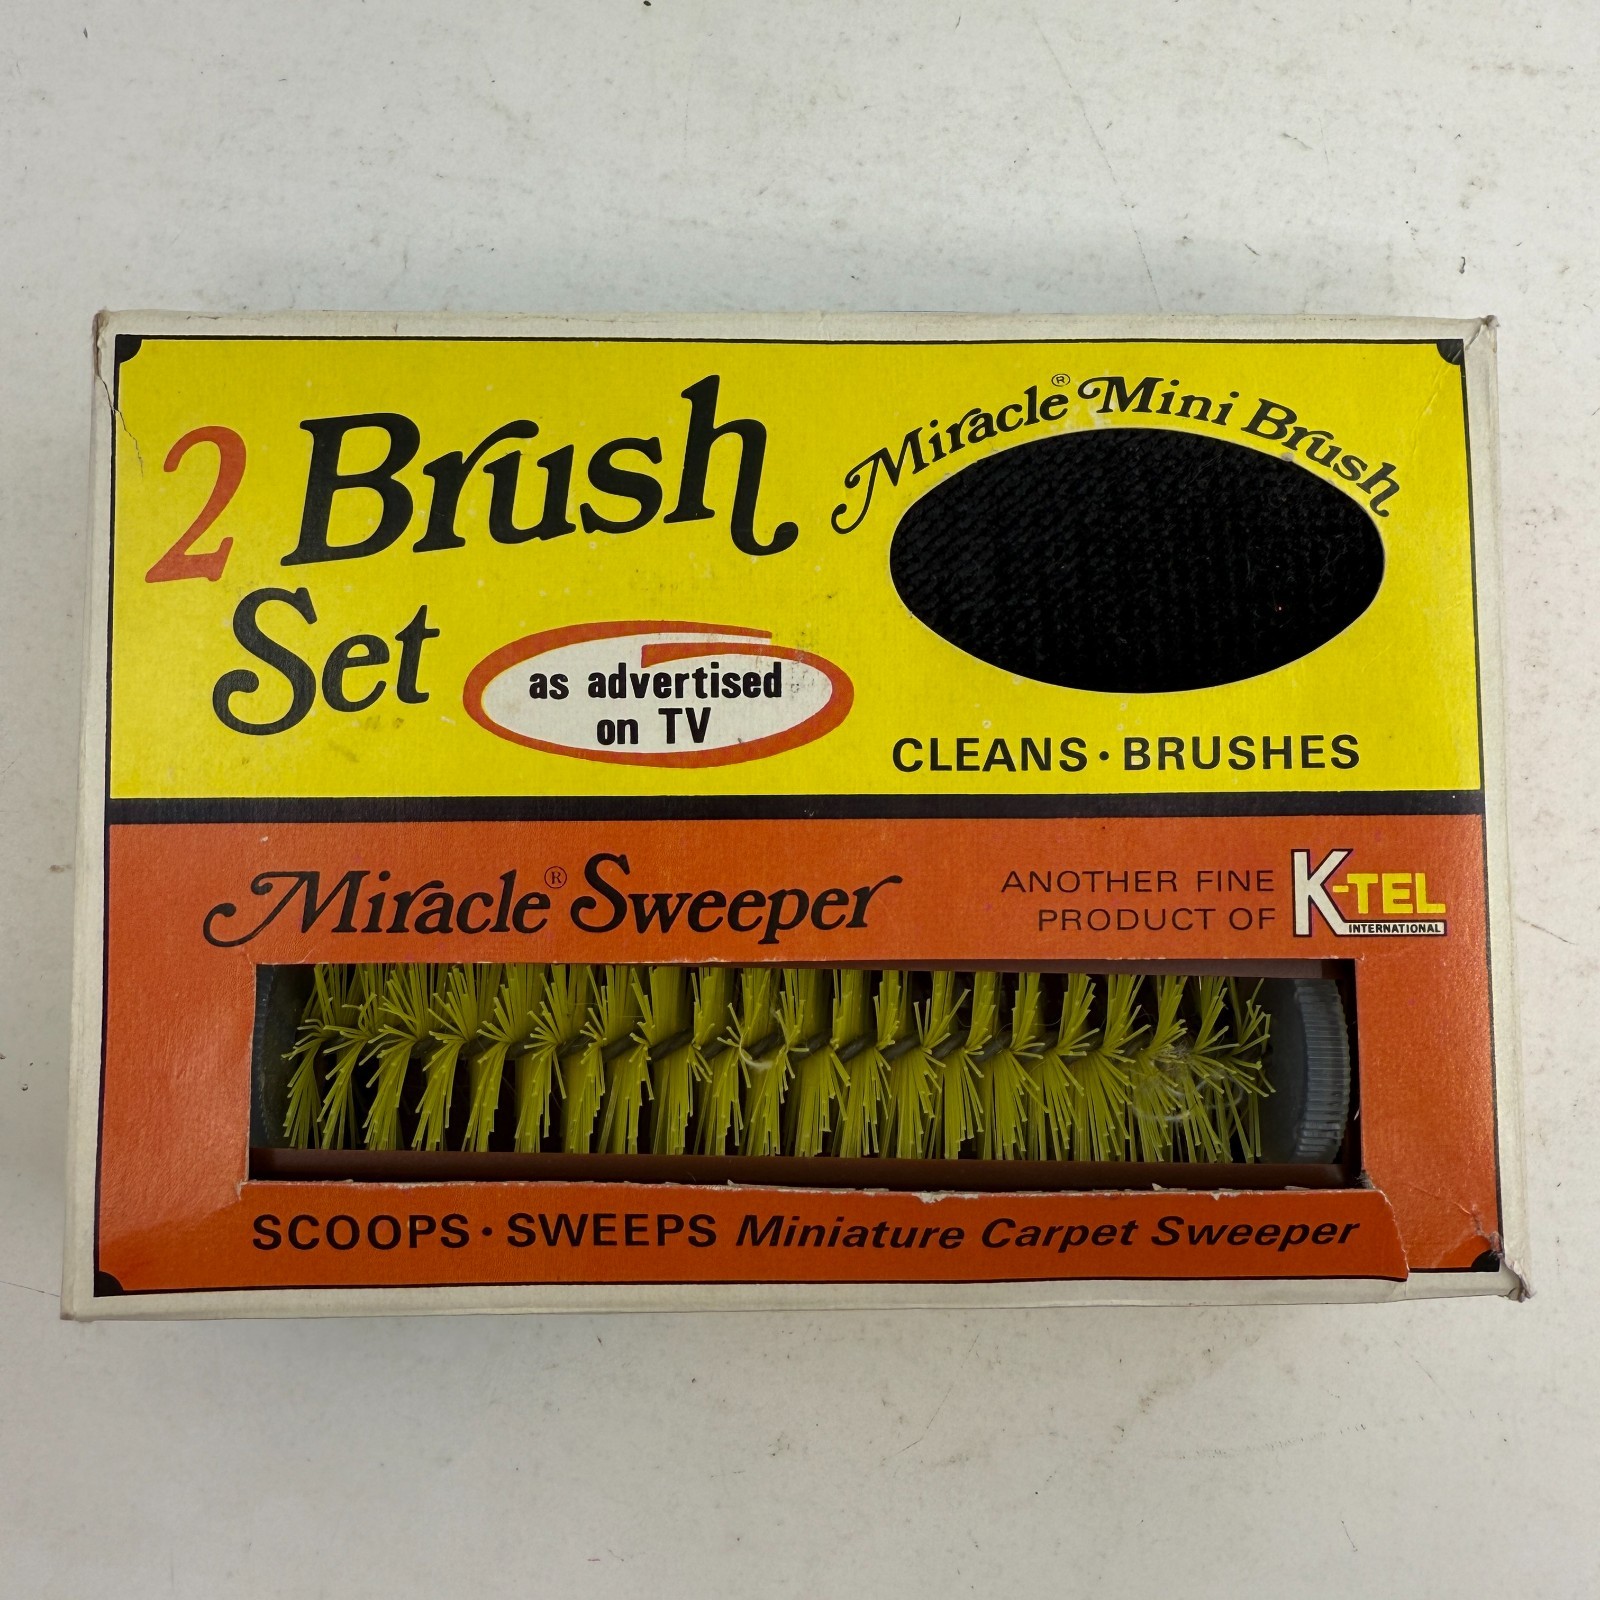 2 Brush
Set
as advertised
on TV
Miracle® Mini Brush
CLEANS • BRUSHES
Miracle® Sweeper
ANOTHER FINE
PRODUCT OF
K-TEL
INTERNATIONAL
SCOOPS • SWEEPS Miniature Carpet Sweeper